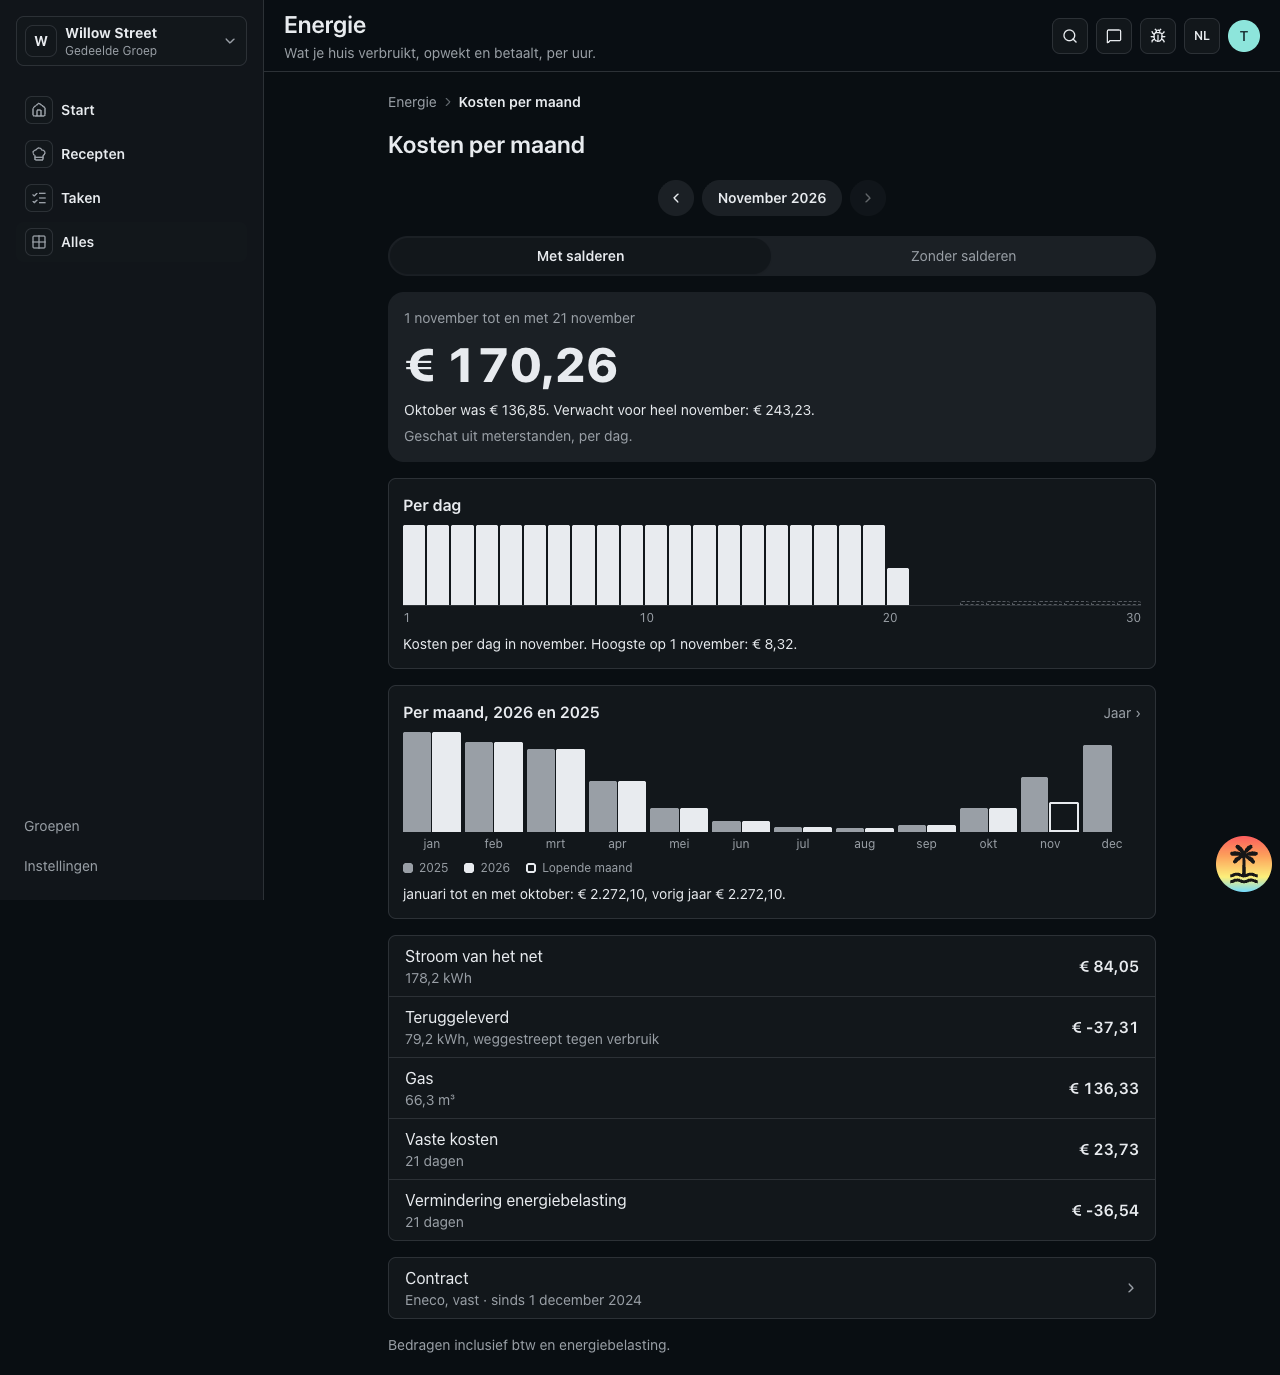 W
Willow Street
Gedeelde Groep
Start
Recepten
Taken
Alles
Groepen
Instellingen
Energie
Wat je huis verbruikt, opwekt en betaalt, per uur.
NL
T
Energie › Kosten per maand
Kosten per maand
November 2026
Met salderen
Zonder salderen
1 november tot en met 21 november
€ 170,26
Oktober was € 136,85. Verwacht voor heel november: € 243,23.
Geschat uit meterstanden, per dag.
Per dag
1 10 20 30
Kosten per dag in november. Hoogste op 1 november: € 8,32.
Per maand, 2026 en 2025
Jaar ›
jan feb mrt apr mei jun jul aug sep okt nov dec
2025 2026 Lopende maand
januari tot en met oktober: € 2.272,10, vorig jaar € 2.272,10.
Stroom van het net
178,2 kWh
€ 84,05
Teruggeleverd
79,2 kWh, weggestreept tegen verbruik
€ -37,31
Gas
66,3 m³
€ 136,33
Vaste kosten
21 dagen
€ 23,73
Vermindering energiebelasting
21 dagen
€ -36,54
Contract
Eneco, vast · sinds 1 december 2024
Bedragen inclusief btw en energiebelasting.